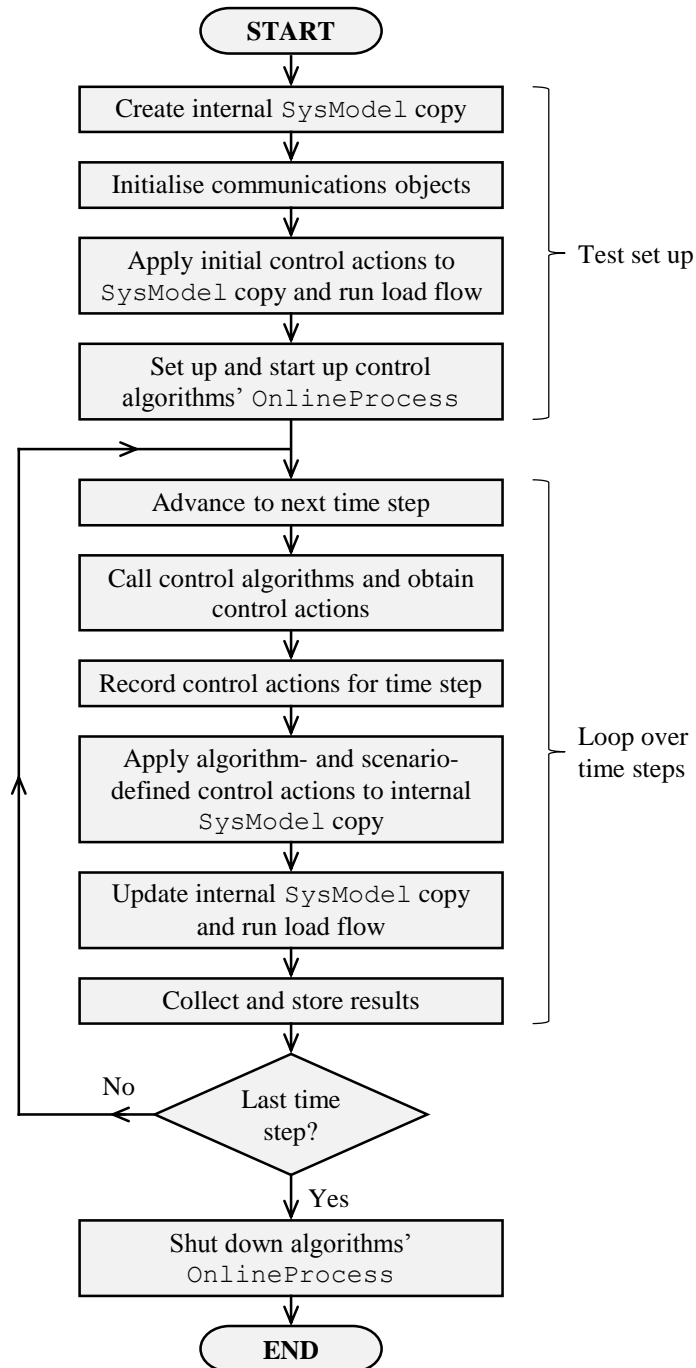 START
Create internal SysModel copy
Initialise communications objects
Apply initial control actions to
SysModel copy and run load flow
Set up and start up control
algorithms’ OnlineProcess
Test set up
Advance to next time step
Call control algorithms and obtain
control actions
Record control actions for time step
Apply algorithm- and scenario-
defined control actions to internal
SysModel copy
Update internal SysModel copy
and run load flow
Collect and store results
Loop over
time steps
Last time
step?
No
Yes
Shut down algorithms’
OnlineProcess
END